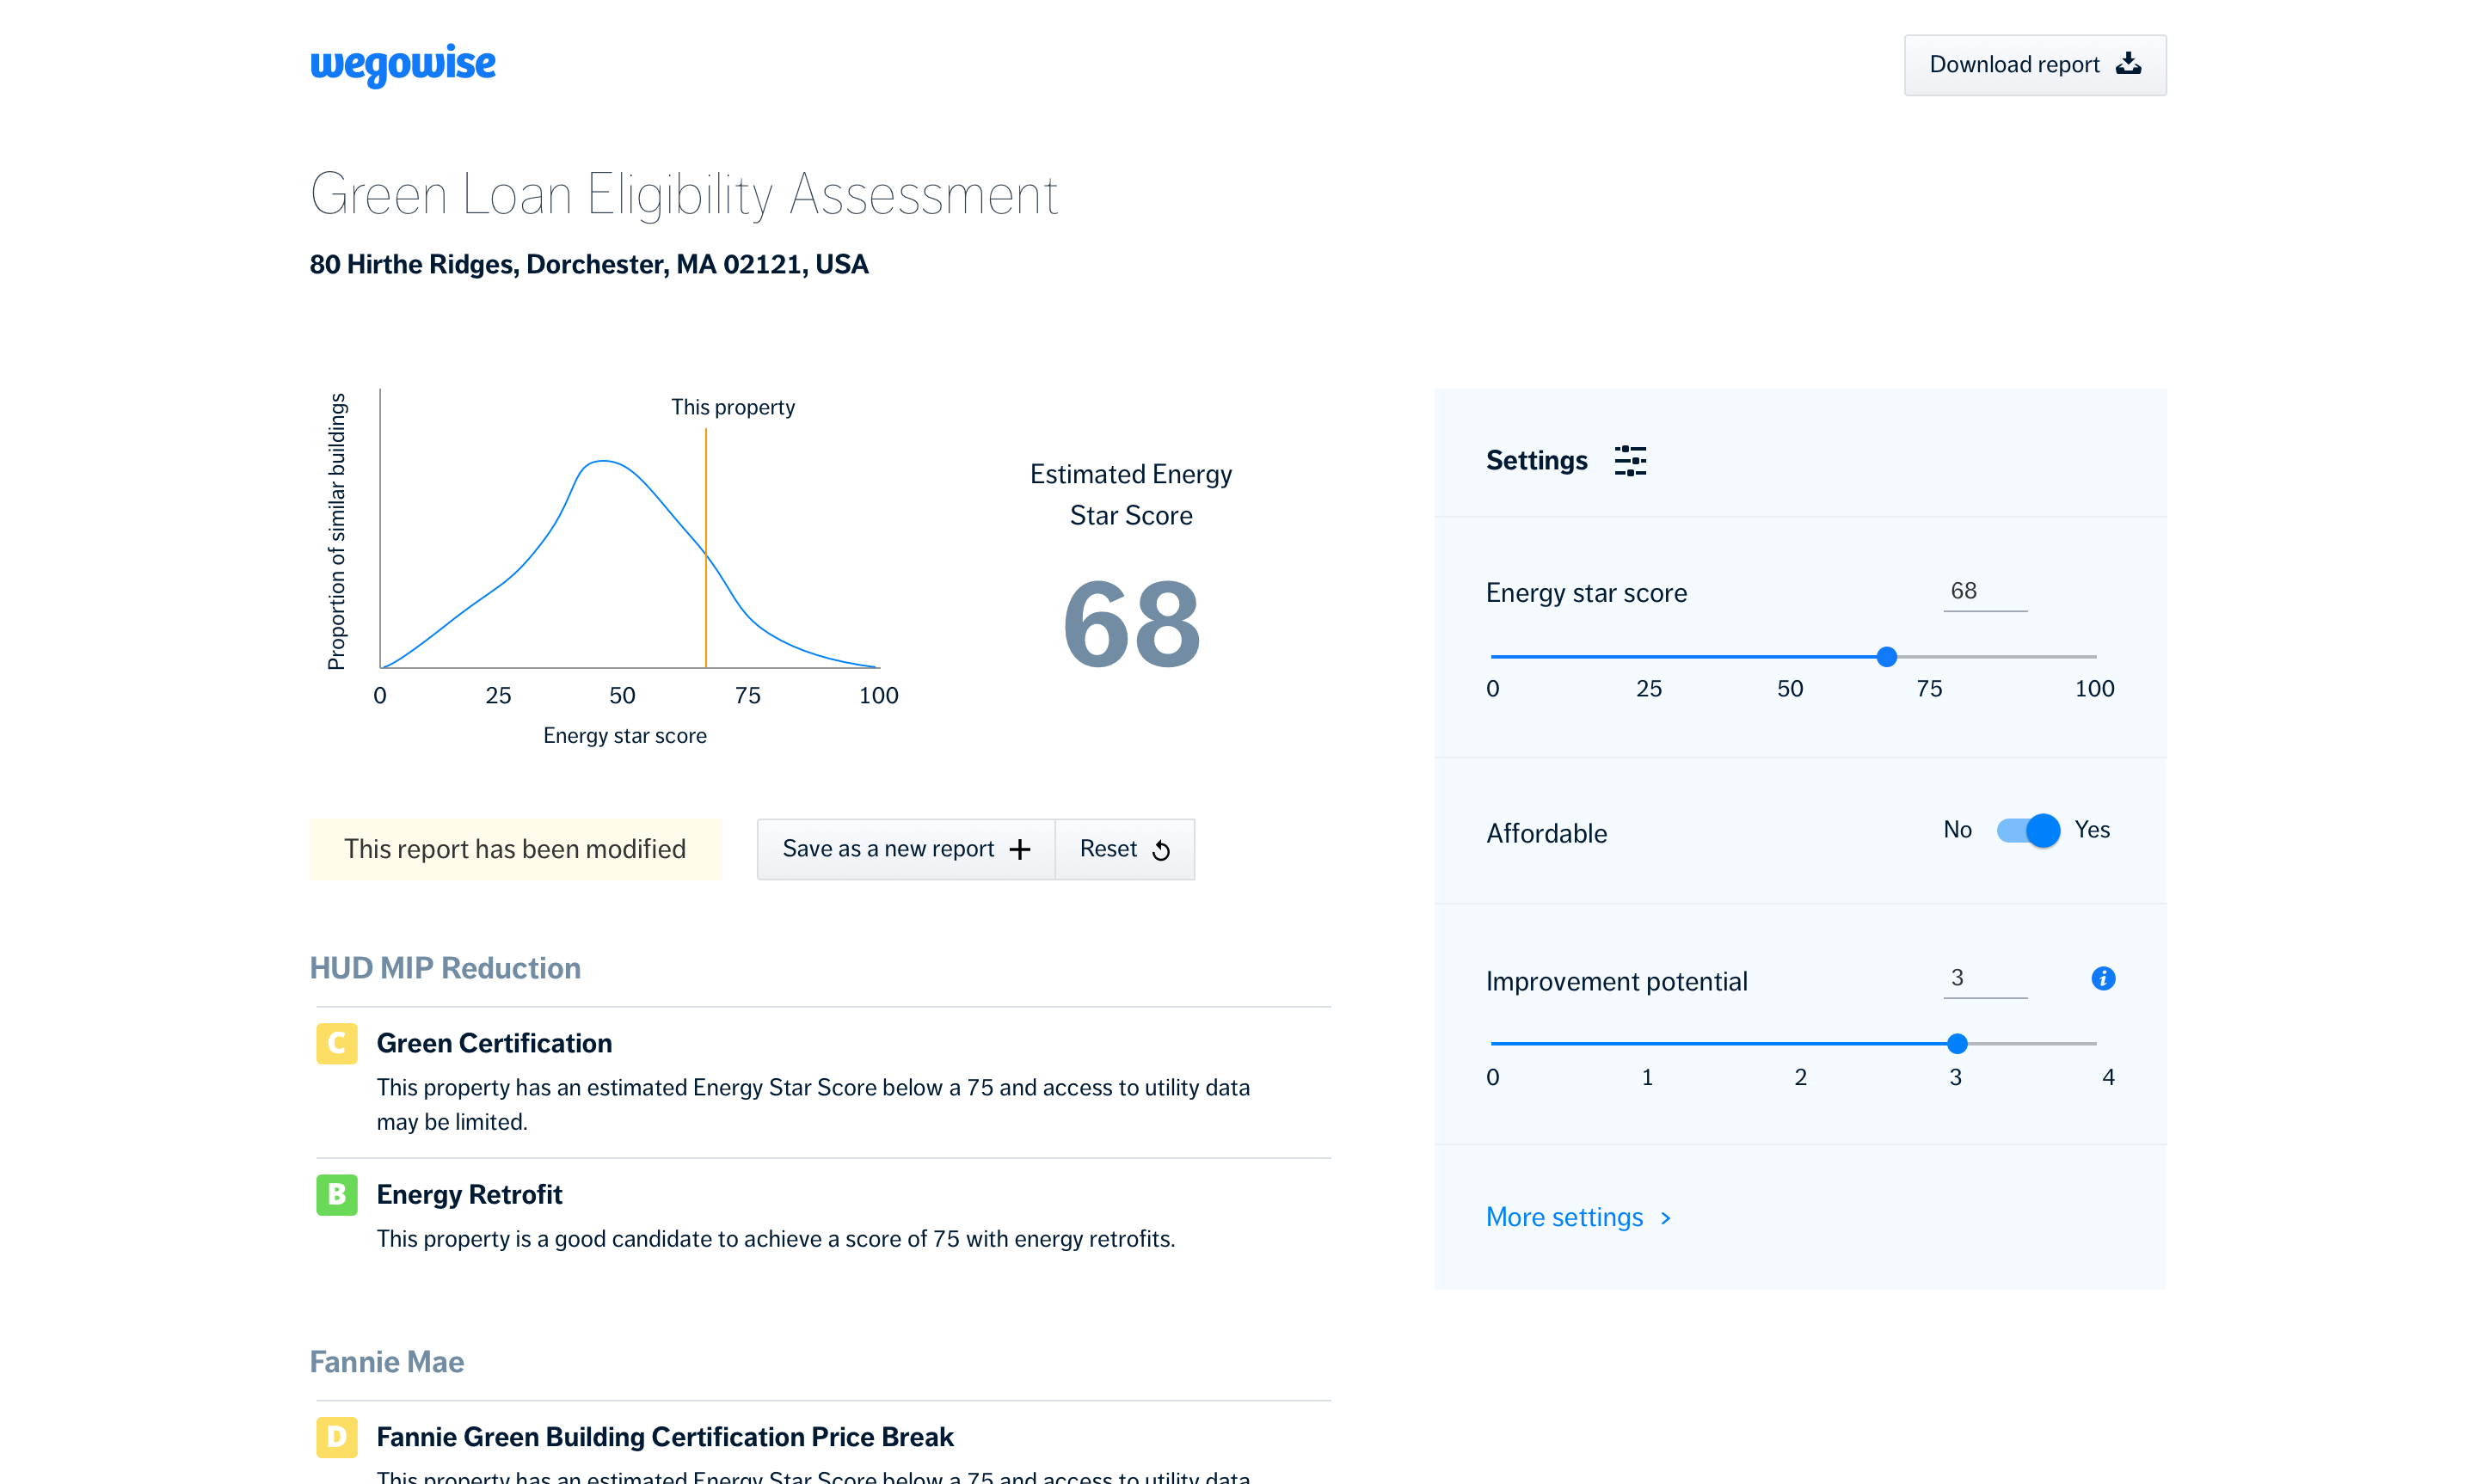 wegowise
Download report
Green Loan Eligibility Assessment
80 Hirthe Ridges, Dorchester, MA 02121, USA
Proportion of similar buildings
This property
0 25 50 75 100
Energy star score
Estimated Energy
Star Score
68
This report has been modified
Save as a new report
Reset
HUD MIP Reduction
C
Green Certification
This property has an estimated Energy Star Score below a 75 and access to utility data
may be limited.
B
Energy Retrofit
This property is a good candidate to achieve a score of 75 with energy retrofits.
Fannie Mae
D
Fannie Green Building Certification Price Break
This property has an estimated Energy Star Score below a 75 and access to utility data
Settings
Energy star score
68
0 25 50 75 100
Affordable
No
Yes
Improvement potential
3
i
0 1 2 3 4
More settings >